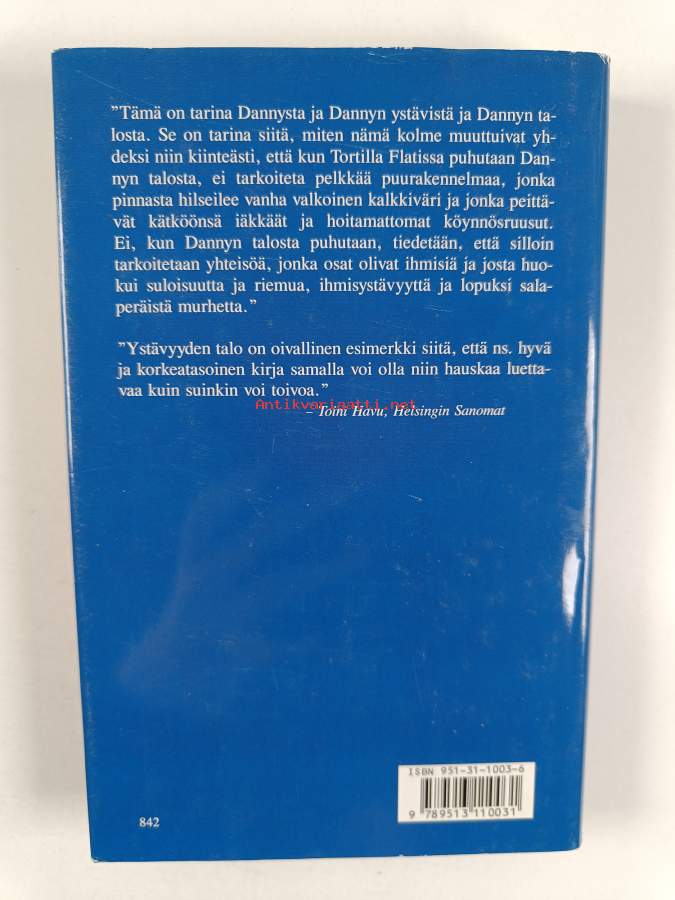 ”Tämä on tarina Dannysta ja Dannyn ystävistä ja Dannyn ta-
losta. Se on tarina siitä, miten nämä kolme muuttuivat yh-
deksi niin kiinteästi, että kun Tortilla Flatissa puhutaan Dan-
nyn talosta, ei tarkoiteta pelkkää puurakennelmaa, jonka
pinnasta hilseilee vanha valkoinen kalkkiväri ja jonka peittä-
vät kätköönsä iäkkäät ja hoitamattomat köynnösruusut.
Ei, kun Dannyn talosta puhutaan, tiedetään, että silloin
tarkoitetaan yhteisöä, jonka osat olivat ihmisiä ja josta huo-
kui suloisuutta ja riemua, ihmisystävyyttä ja lopuksi sala-
peräistä murhetta.”
”Ystävyyden talo on oivallinen esimerkki siitä, että ns. hyvä
ja korkeatasoinen kirja samalla voi olla niin hauskaa luetta-
vaa kuin suinkin voi toivoa.”
Antikvariaatti.net
– Toini Havu, Helsingin Sanomat
ISBN 951-31-1003-6
9 789513 110031
842